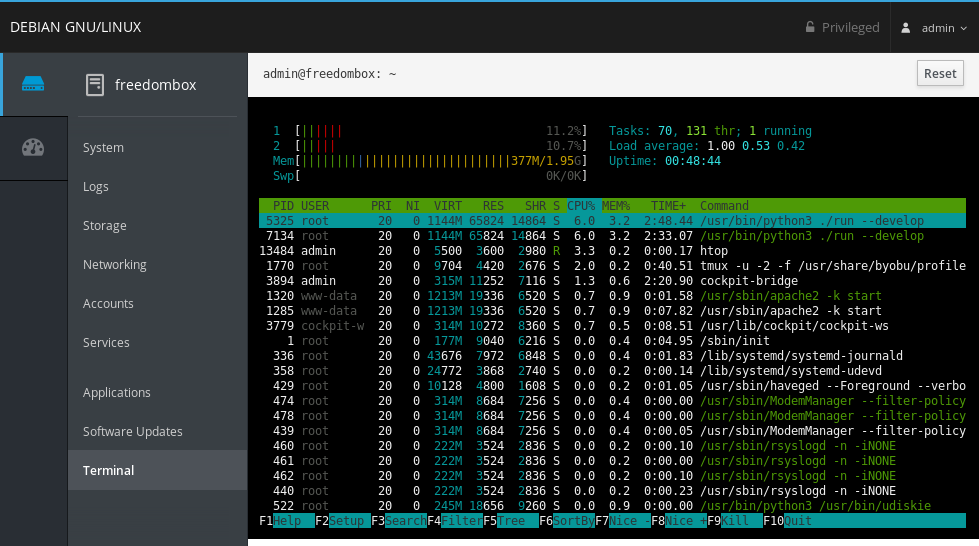 DEBIAN GNU/LINUX
Privileged
admin
freedombox
System
Logs
Storage
Networking
Accounts
Services
Applications
Software Updates
Terminal
admin@freedombox: ~
Reset
1 [|||||| 11.2%] Tasks: 70, 131 thr; 1 running
2 [||||| 10.7%] Load average: 1.00 0.53 0.42
Mem[||||||||||||||||||||||||||||||377M/1.95G] Uptime: 00:48:44
Swp[ 0K/0K]
PID USER PRI NI VIRT RES SHR S CPU% MEM% TIME+ Command
5325 root 20 0 1144M 65824 14864 S 6.0 3.2 2:48.44 /usr/bin/python3 ./run --develop
7134 root 20 0 1144M 65824 14864 S 6.0 3.2 2:33.07 /usr/bin/python3 ./run --develop
13484 admin 20 0 5500 3600 2980 R 3.3 0.2 0:00.17 htop
1770 root 20 0 9704 4420 2676 S 2.0 0.2 0:40.51 tmux -u -2 -f /usr/share/byobu/profile
3894 admin 20 0 315M 11252 7116 S 1.3 0.6 2:20.90 cockpit-bridge
1320 www-data 20 0 1213M 19336 6520 S 0.7 0.9 0:01.58 /usr/sbin/apache2 -k start
1285 www-data 20 0 1213M 19336 6520 S 0.7 0.9 0:07.82 /usr/sbin/apache2 -k start
3779 cockpit-w 20 0 314M 10272 8360 S 0.7 0.5 0:08.51 /usr/lib/cockpit/cockpit-ws
1 root 20 0 177M 9040 6216 S 0.0 0.4 0:04.95 /sbin/init
336 root 20 0 43676 7972 6848 S 0.0 0.4 0:01.83 /lib/systemd/systemd-journald
358 root 20 0 24772 3868 2740 S 0.0 0.2 0:00.14 /lib/systemd/systemd-udevd
429 root 20 0 10128 4800 1608 S 0.0 0.2 0:01.05 /usr/sbin/haveged --Foreground --verbo
474 root 20 0 314M 8684 7256 S 0.0 0.4 0:00.00 /usr/sbin/ModemManager --filter-policy
478 root 20 0 314M 8684 7256 S 0.0 0.4 0:00.00 /usr/sbin/ModemManager --filter-policy
439 root 20 0 314M 8684 7256 S 0.0 0.4 0:00.05 /usr/sbin/ModemManager --filter-policy
460 root 20 0 222M 3524 2836 S 0.0 0.2 0:00.10 /usr/sbin/rsyslogd -n -iNONE
461 root 20 0 222M 3524 2836 S 0.0 0.2 0:00.00 /usr/sbin/rsyslogd -n -iNONE
462 root 20 0 222M 3524 2836 S 0.0 0.2 0:00.10 /usr/sbin/rsyslogd -n -iNONE
440 root 20 0 222M 3524 2836 S 0.0 0.2 0:00.23 /usr/sbin/rsyslogd -n -iNONE
522 root 20 0 245M 18656 9260 S 0.0 0.9 0:00.00 /usr/bin/python3 /usr/bin/udiskie
F1Help F2Setup F3SearchF4FilterF5Tree F6SortByF7Nice -F8Nice +F9Kill F10Quit